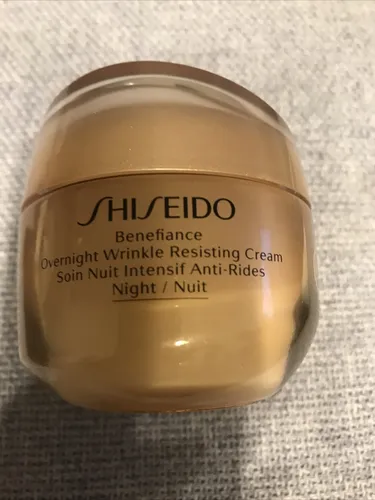 SHISEIDO
Benefiance
Overnight Wrinkle Resisting Cream
Soin Nuit Intensif Anti-Rides
Night / Nuit